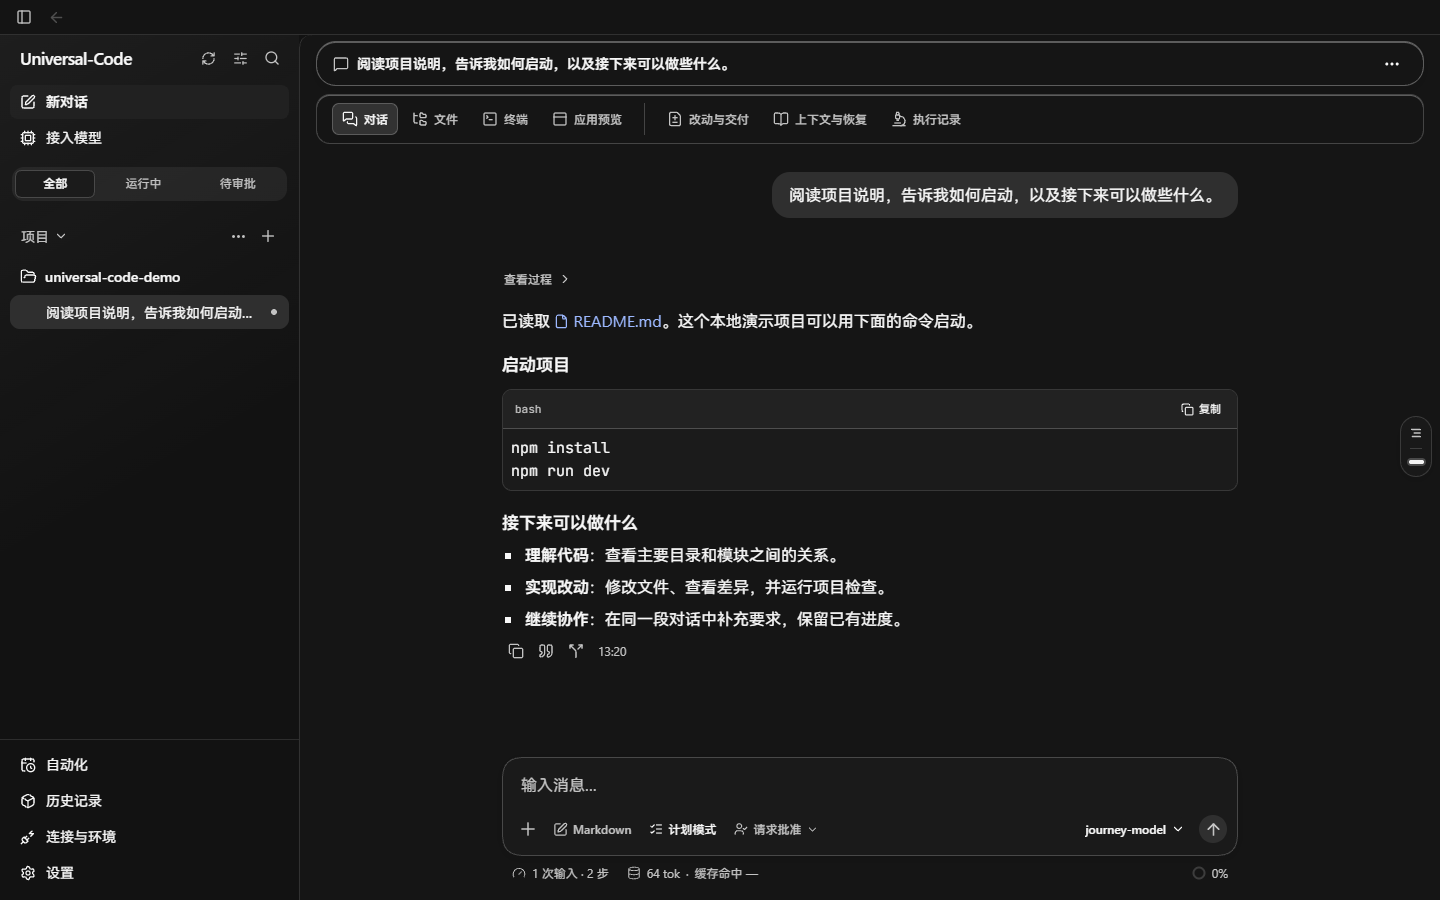 Universal-Code
新对话
接入模型
全部
运行中
待审批
项目
universal-code-demo
阅读项目说明，告诉我如何启动...
自动化
历史记录
连接与环境
设置
阅读项目说明，告诉我如何启动，以及接下来可以做些什么。
对话
文件
终端
应用预览
改动与交付
上下文与恢复
执行记录
阅读项目说明，告诉我如何启动，以及接下来可以做些什么。
查看过程
已读取 README.md。这个本地演示项目可以用下面的命令启动。
启动项目
bash
复制
npm install
npm run dev
接下来可以做什么
理解代码：查看主要目录和模块之间的关系。
实现改动：修改文件、查看差异，并运行项目检查。
继续协作：在同一段对话中补充要求，保留已有进度。
13:20
输入消息...
Markdown
计划模式
请求批准
journey-model
1 次输入 · 2 步
64 tok · 缓存命中 —
0%